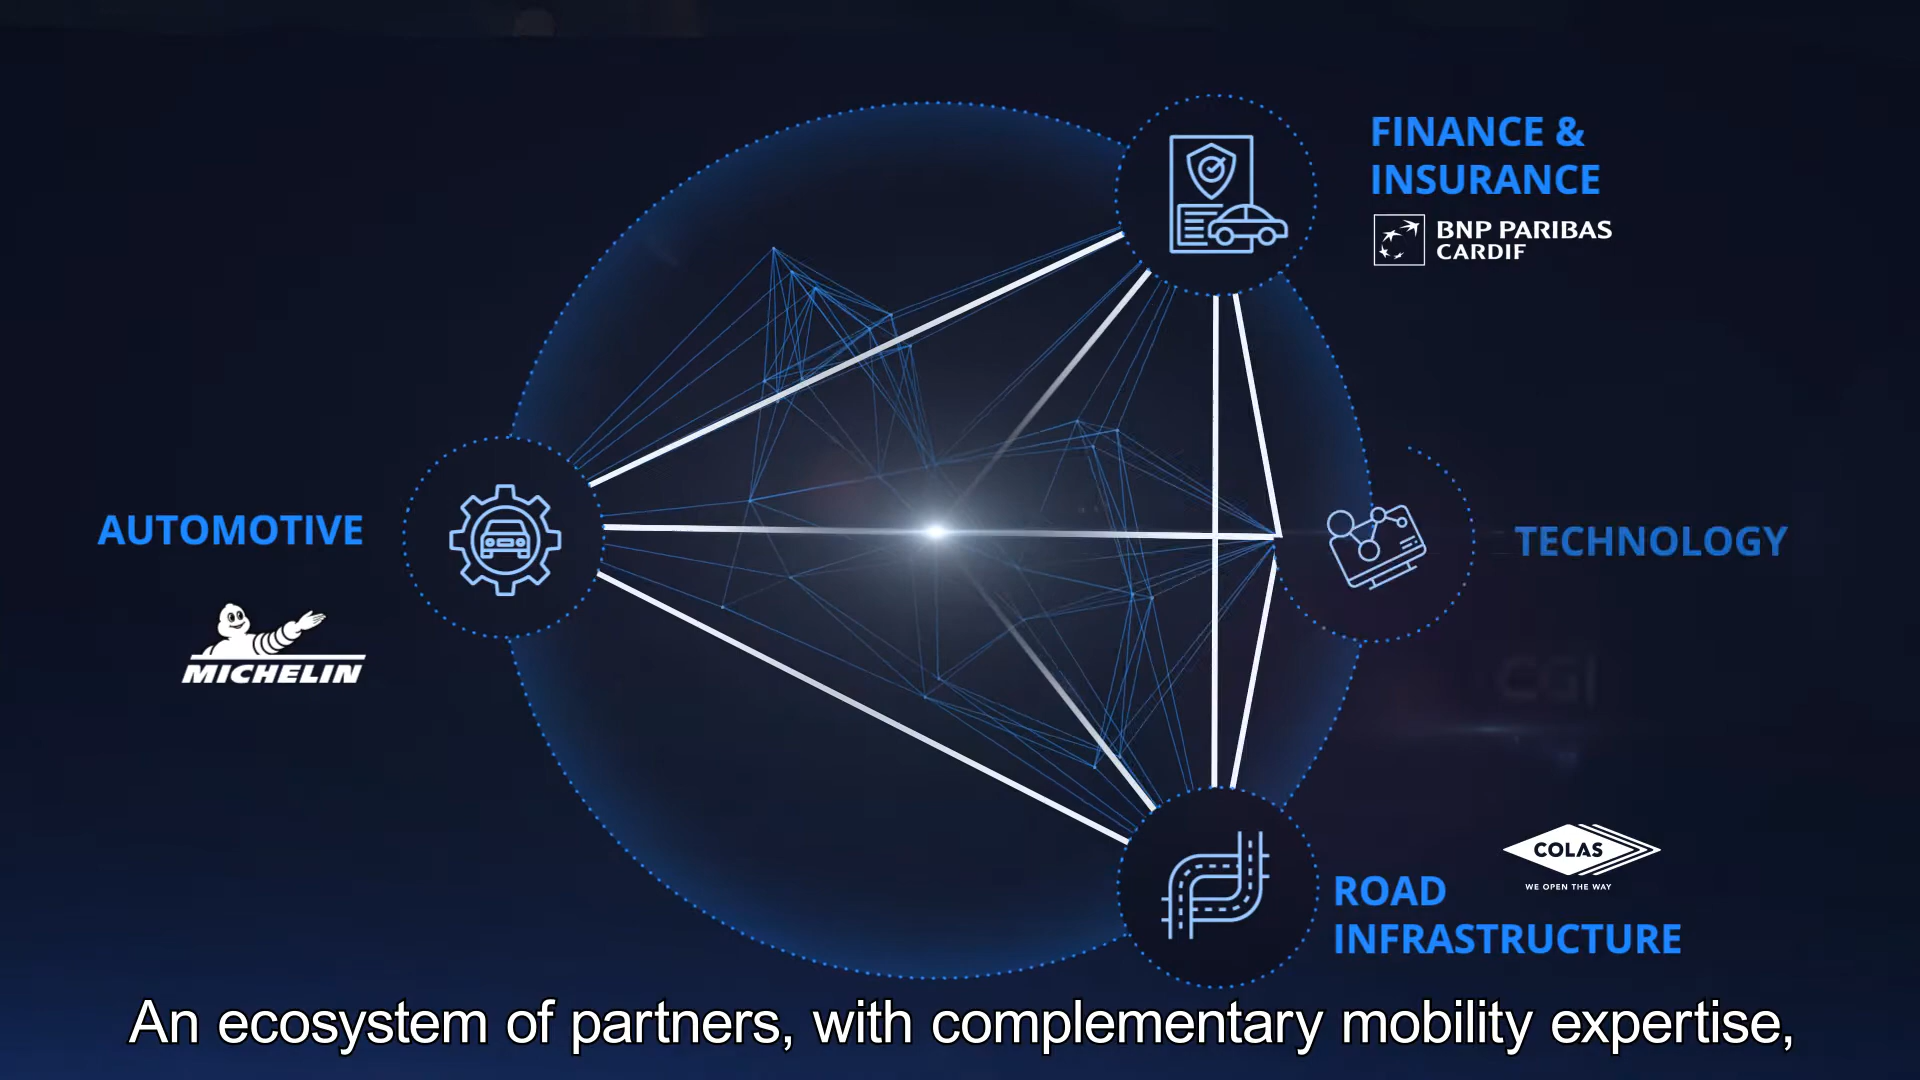 FINANCE &
INSURANCE
BNP PARIBAS
CARDIF
AUTOMOTIVE
MICHELIN
TECHNOLOGY
CGI
COLAS
WE OPEN THE WAY
ROAD
INFRASTRUCTURE
An ecosystem of partners, with complementary mobility expertise,